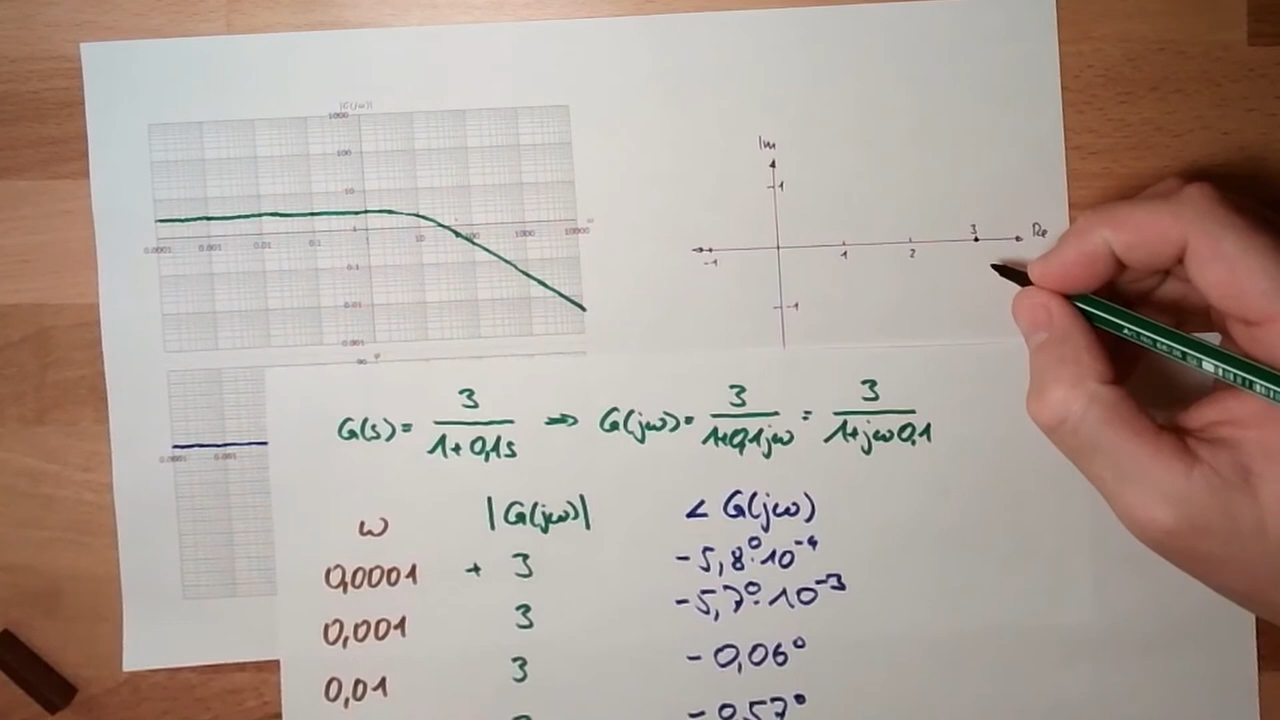 |G(jω)|
1000
100
10
1
0.0001 0.001 0.01 0.1 1 10 100 1000 10000
ω
0.1
0.01
0.001
90 φ
0.0001 0.001
Im
1
3 Re
-1 1 2
-1
G(s)= 3/(1+0,1s) => G(jω)= 3/(1+0,1jω) = 3/(1+jω0,1)
ω |G(jω)| ∠ G(jω)
0,0001 + 3 -5,8°·10⁻⁴
0,001 3 -5,7°·10⁻³
0,01 3 -0,06°
-0,57°